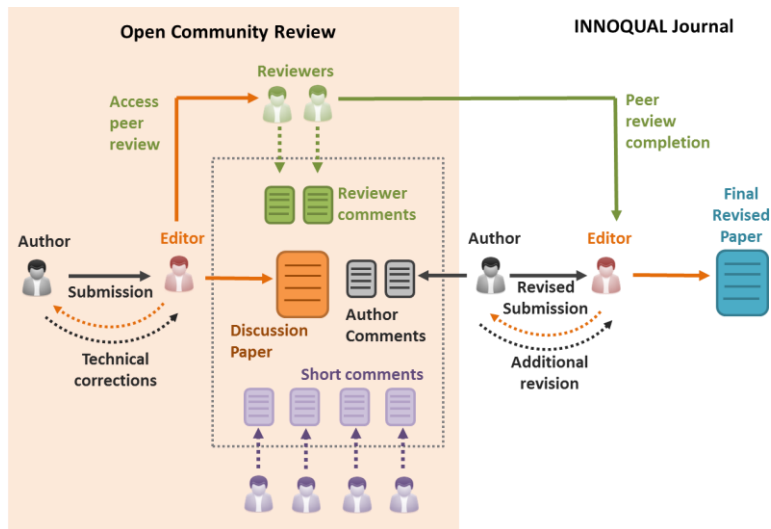 Open Community Review
INNOQUAL Journal
Reviewers
Access
peer
review
Peer
review
completion
Reviewer
comments
Final
Revised
Paper
Author
Editor
Author
Editor
Submission
Revised
Submission
Author
Comments
Discussion
Paper
Technical
corrections
Additional
revision
Short comments